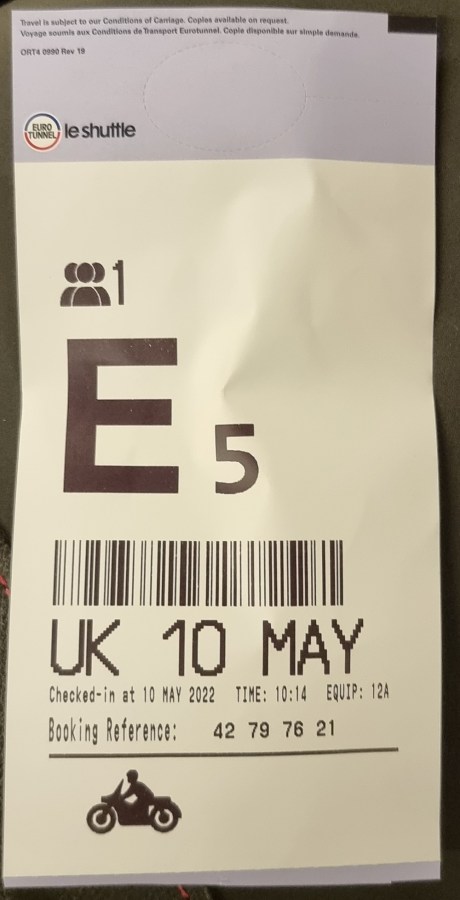 Travel is subject to our Conditions of Carriage. Copies available on request.
Voyage soumis aux Conditions de Transport Eurotunnel. Copie disponible sur simple demande.
ORT4 0990 Rev 19
EURO
TUNNEL
le shuttle
1
E 5
UK 10 MAY
Checked-in at 10 MAY 2022 TIME: 10:14 EQUIP: 12A
Booking Reference: 42 79 76 21